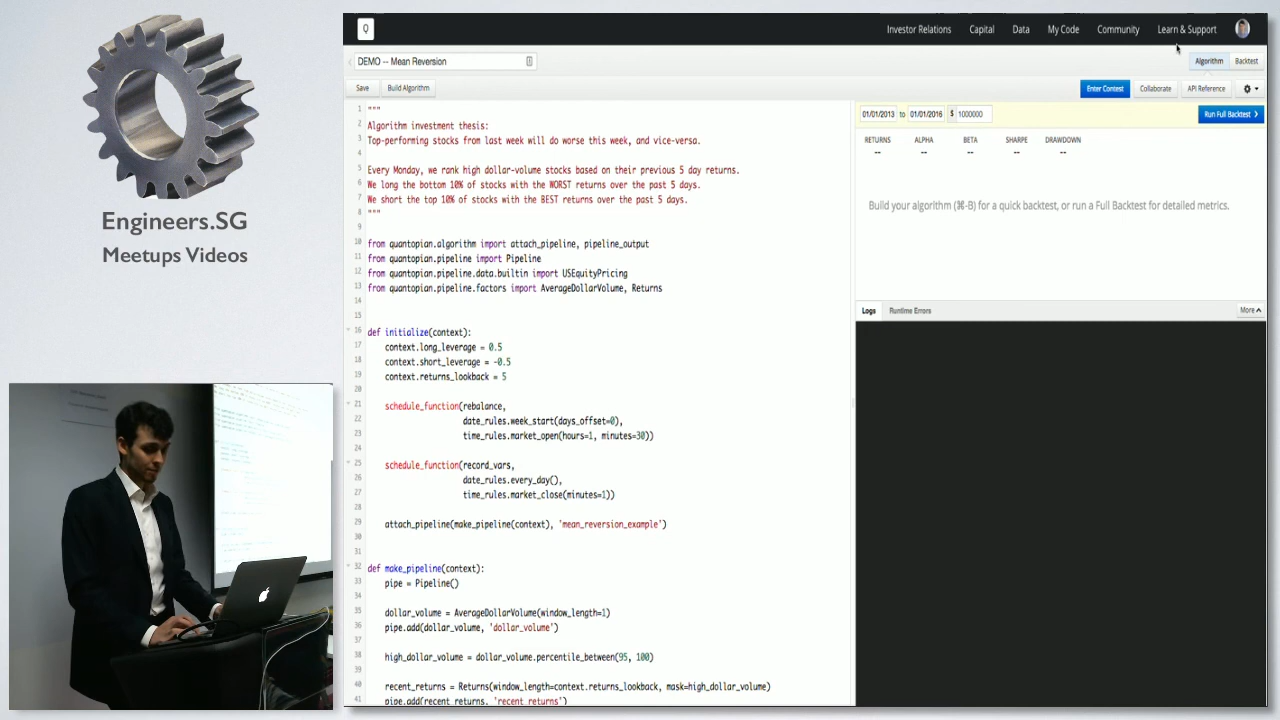 Engineers.SG
Meetups Videos
Q
Investor Relations
Capital
Data
My Code
Community
Learn & Support
DEMO -- Mean Reversion
Algorithm
Backtest
Save
Build Algorithm
Enter Contest
Collaborate
API Reference
1 """
2 Algorithm investment thesis:
3 Top-performing stocks from last week will do worse this week, and vice-versa.
4
5 Every Monday, we rank high dollar-volume stocks based on their previous 5 day returns.
6 We long the bottom 10% of stocks with the WORST returns over the past 5 days.
7 We short the top 10% of stocks with the BEST returns over the past 5 days.
8 """
9
10 from quantopian.algorithm import attach_pipeline, pipeline_output
11 from quantopian.pipeline import Pipeline
12 from quantopian.pipeline.data.builtin import USEquityPricing
13 from quantopian.pipeline.factors import AverageDollarVolume, Returns
14
15
16 def initialize(context):
17 context.long_leverage = 0.5
18 context.short_leverage = -0.5
19 context.returns_lookback = 5
20
21 schedule_function(rebalance,
22 date_rules.week_start(days_offset=0),
23 time_rules.market_open(hours=1, minutes=30))
24
25 schedule_function(record_vars,
26 date_rules.every_day(),
27 time_rules.market_close(minutes=1))
28
29 attach_pipeline(make_pipeline(context), 'mean_reversion_example')
30
31
32 def make_pipeline(context):
33 pipe = Pipeline()
34
35 dollar_volume = AverageDollarVolume(window_length=1)
36 pipe.add(dollar_volume, 'dollar_volume')
37
38 high_dollar_volume = dollar_volume.percentile_between(95, 100)
39
40 recent_returns = Returns(window_length=context.returns_lookback, mask=high_dollar_volume)
41 pipe.add(recent_returns, 'recent_returns')
01/01/2013 to 01/01/2016 $ 1000000
Run Full Backtest >
RETURNS ALPHA BETA SHARPE DRAWDOWN
-- -- -- -- --
Build your algorithm (⌘-B) for a quick backtest, or run a Full Backtest for detailed metrics.
Logs
Runtime Errors
More